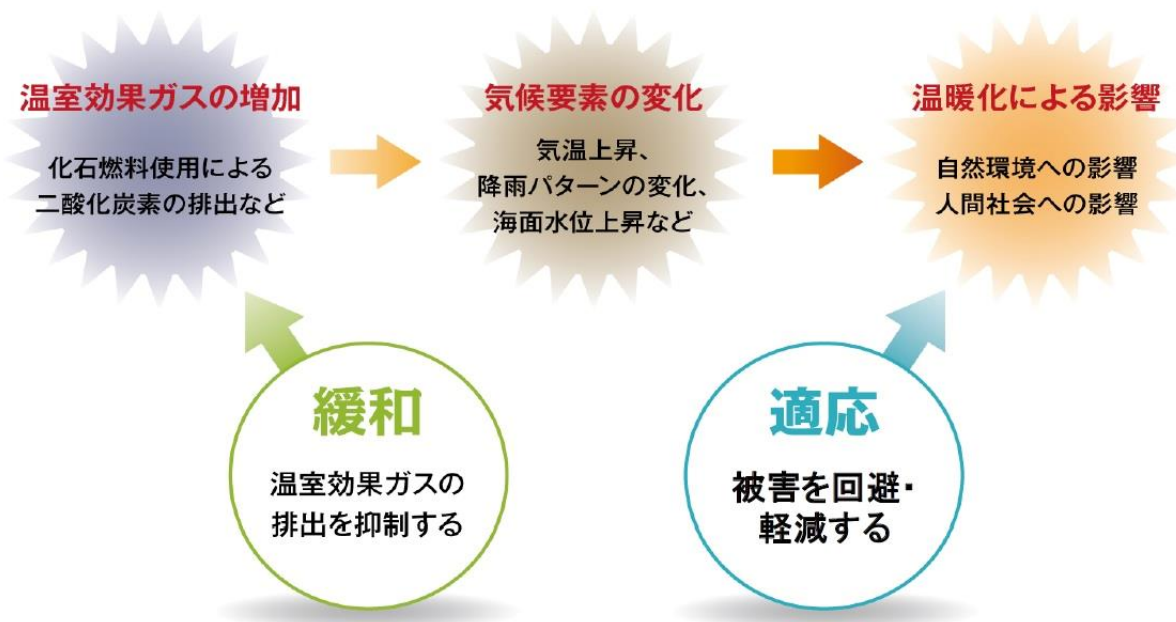 温室効果ガスの増加
化石燃料使用による
二酸化炭素の排出など
気候要素の変化
気温上昇、
降雨パターンの変化、
海面水位上昇など
温暖化による影響
自然環境への影響
人間社会への影響
緩和
温室効果ガスの
排出を抑制する
適応
被害を回避・
軽減する